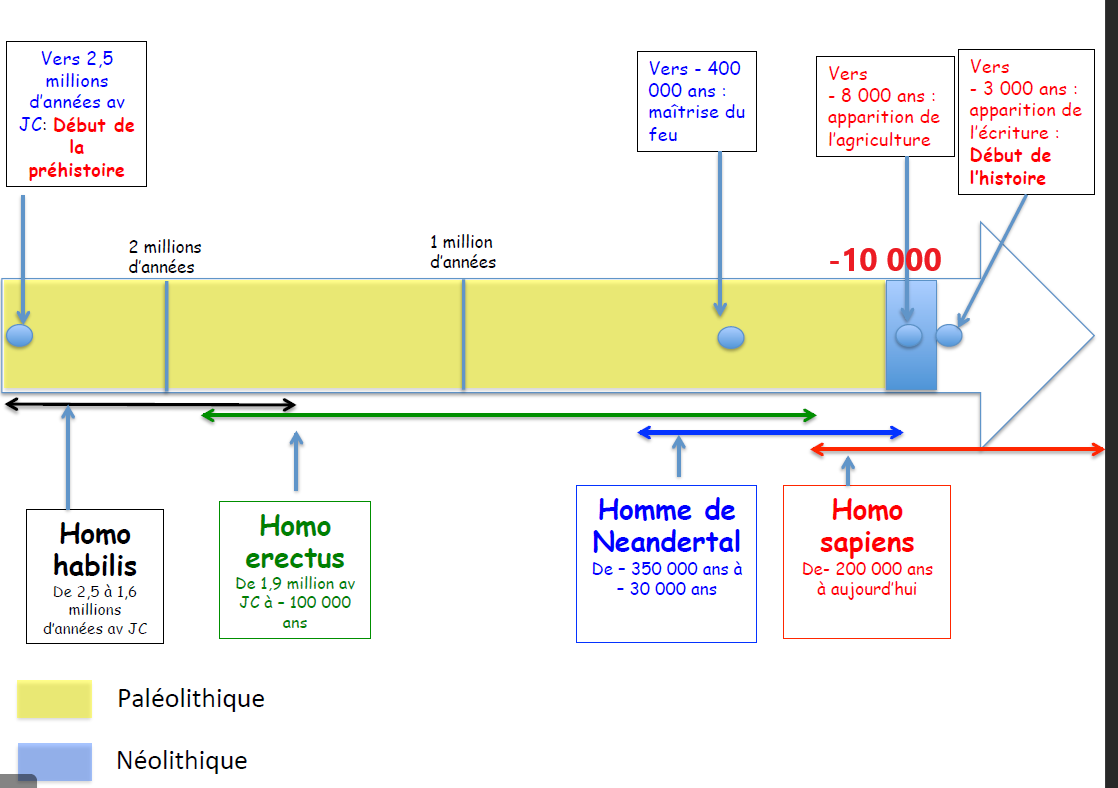 Vers 2,5
millions
d'années av
JC: Début de
la
préhistoire
Vers - 400
000 ans :
maîtrise du
feu
Vers
- 8 000 ans :
apparition de
l'agriculture
Vers
- 3 000 ans :
apparition de
l'écriture :
Début de
l'histoire
2 millions
d'années
1 million
d'années
-10 000
Homo
habilis
De 2,5 à 1,6
millions
d'années av JC
Homo
erectus
De 1,9 million av
JC à – 100 000
ans
Homme de
Neandertal
De – 350 000 ans à
– 30 000 ans
Homo
sapiens
De- 200 000 ans
à aujourd'hui
Paléolithique
Néolithique